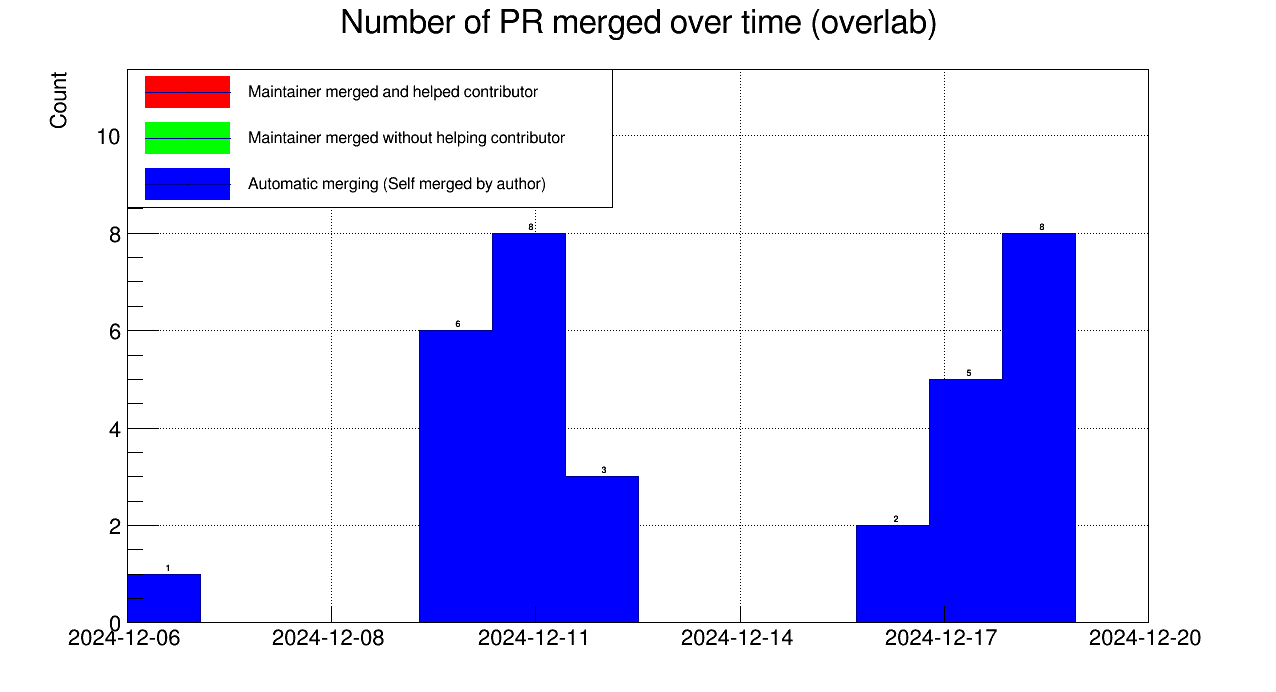 Number of PR merged over time (overlab)
Count
Maintainer merged and helped contributor
Maintainer merged without helping contributor
Automatic merging (Self merged by author)
10
8
6
4
2
0
1
6
8
3
2
5
8
2024-12-06 2024-12-08 2024-12-11 2024-12-14 2024-12-17 2024-12-20